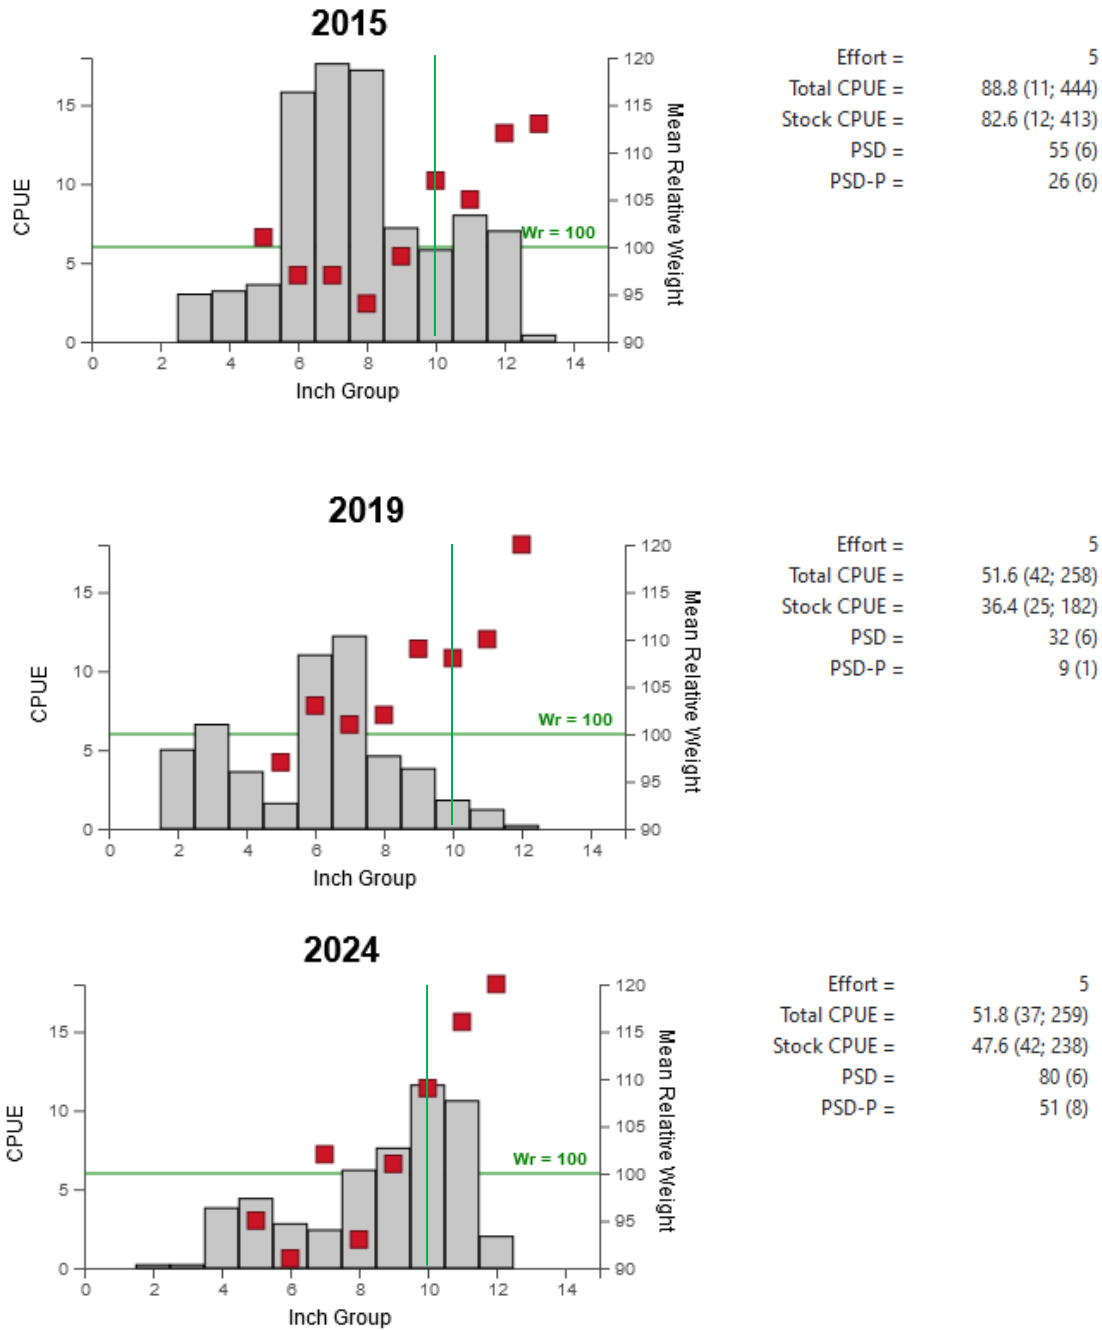 2015
Effort = 5
Total CPUE = 88.8 (11; 444)
Stock CPUE = 82.6 (12; 413)
PSD = 55 (6)
PSD-P = 26 (6)
CPUE
15
10
5
0
120
115
110
105
100
95
90
Mean Relative Weight
Wr = 100
0 2 4 6 8 10 12 14
Inch Group
2019
Effort = 5
Total CPUE = 51.6 (42; 258)
Stock CPUE = 36.4 (25; 182)
PSD = 32 (6)
PSD-P = 9 (1)
CPUE
15
10
5
0
120
115
110
105
100
95
90
Mean Relative Weight
Wr = 100
0 2 4 6 8 10 12 14
Inch Group
2024
Effort = 5
Total CPUE = 51.8 (37; 259)
Stock CPUE = 47.6 (42; 238)
PSD = 80 (6)
PSD-P = 51 (8)
CPUE
15
10
5
0
120
115
110
105
100
95
90
Mean Relative Weight
Wr = 100
0 2 4 6 8 10 12 14
Inch Group